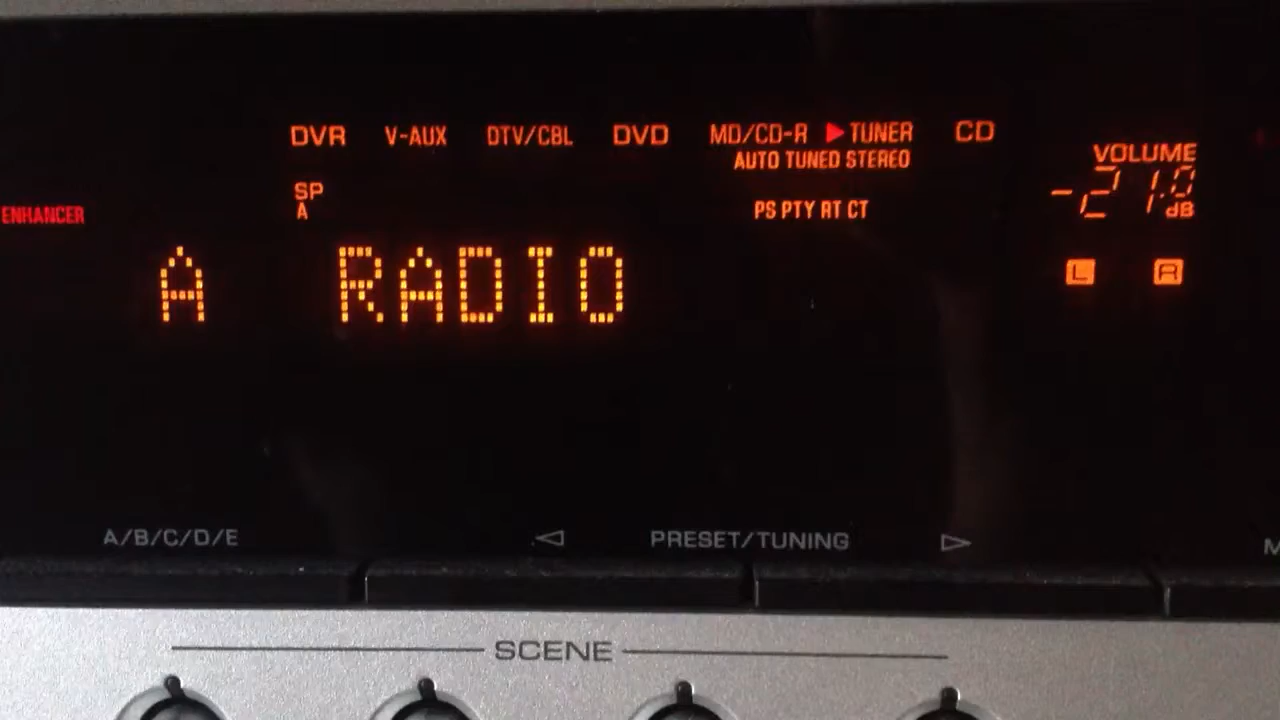 DVR V-AUX DTV/CBL DVD MD/CD-R ▶ TUNER CD
AUTO TUNED STEREO
VOLUME
-21.0 dB
SP
A
ENHANCER
PS PTY RT CT
A RADIO
L R
A/B/C/D/E ◁ PRESET/TUNING ▷
SCENE